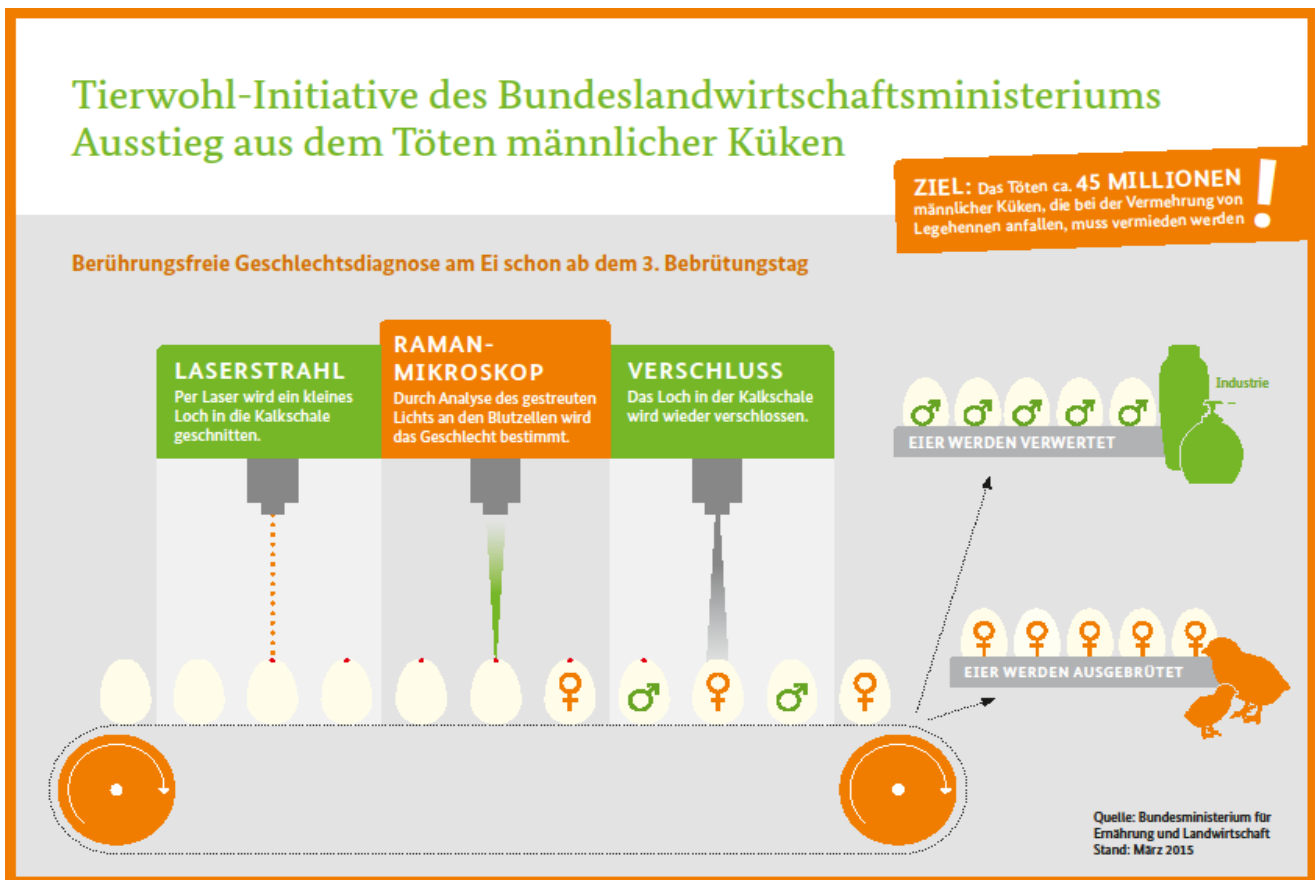 Tierwohl-Initiative des Bundeslandwirtschaftsministeriums
Ausstieg aus dem Töten männlicher Küken
ZIEL: Das Töten ca. 45 MILLIONEN
männlicher Küken, die bei der Vermehrung von
Legehennen anfallen, muss vermieden werden
!
Berührungsfreie Geschlechtsdiagnose am Ei schon ab dem 3. Bebrütungstag
LASERSTRAHL
Per Laser wird ein kleines
Loch in die Kalkschale
geschnitten.
RAMAN-
MIKROSKOP
Durch Analyse des gestreuten
Lichts an den Blutzellen wird
das Geschlecht bestimmt.
VERSCHLUSS
Das Loch in der Kalkschale
wird wieder verschlossen.
Industrie
EIER WERDEN VERWERTET
EIER WERDEN AUSGEBRÜTET
Quelle: Bundesministerium für
Ernährung und Landwirtschaft
Stand: März 2015